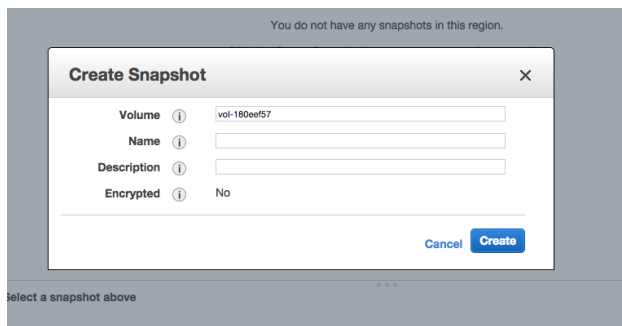 You do not have any snapshots in this region.
Create Snapshot
Volume
vol-180eef57
Name
Description
Encrypted
No
Cancel
Create
Select a snapshot above